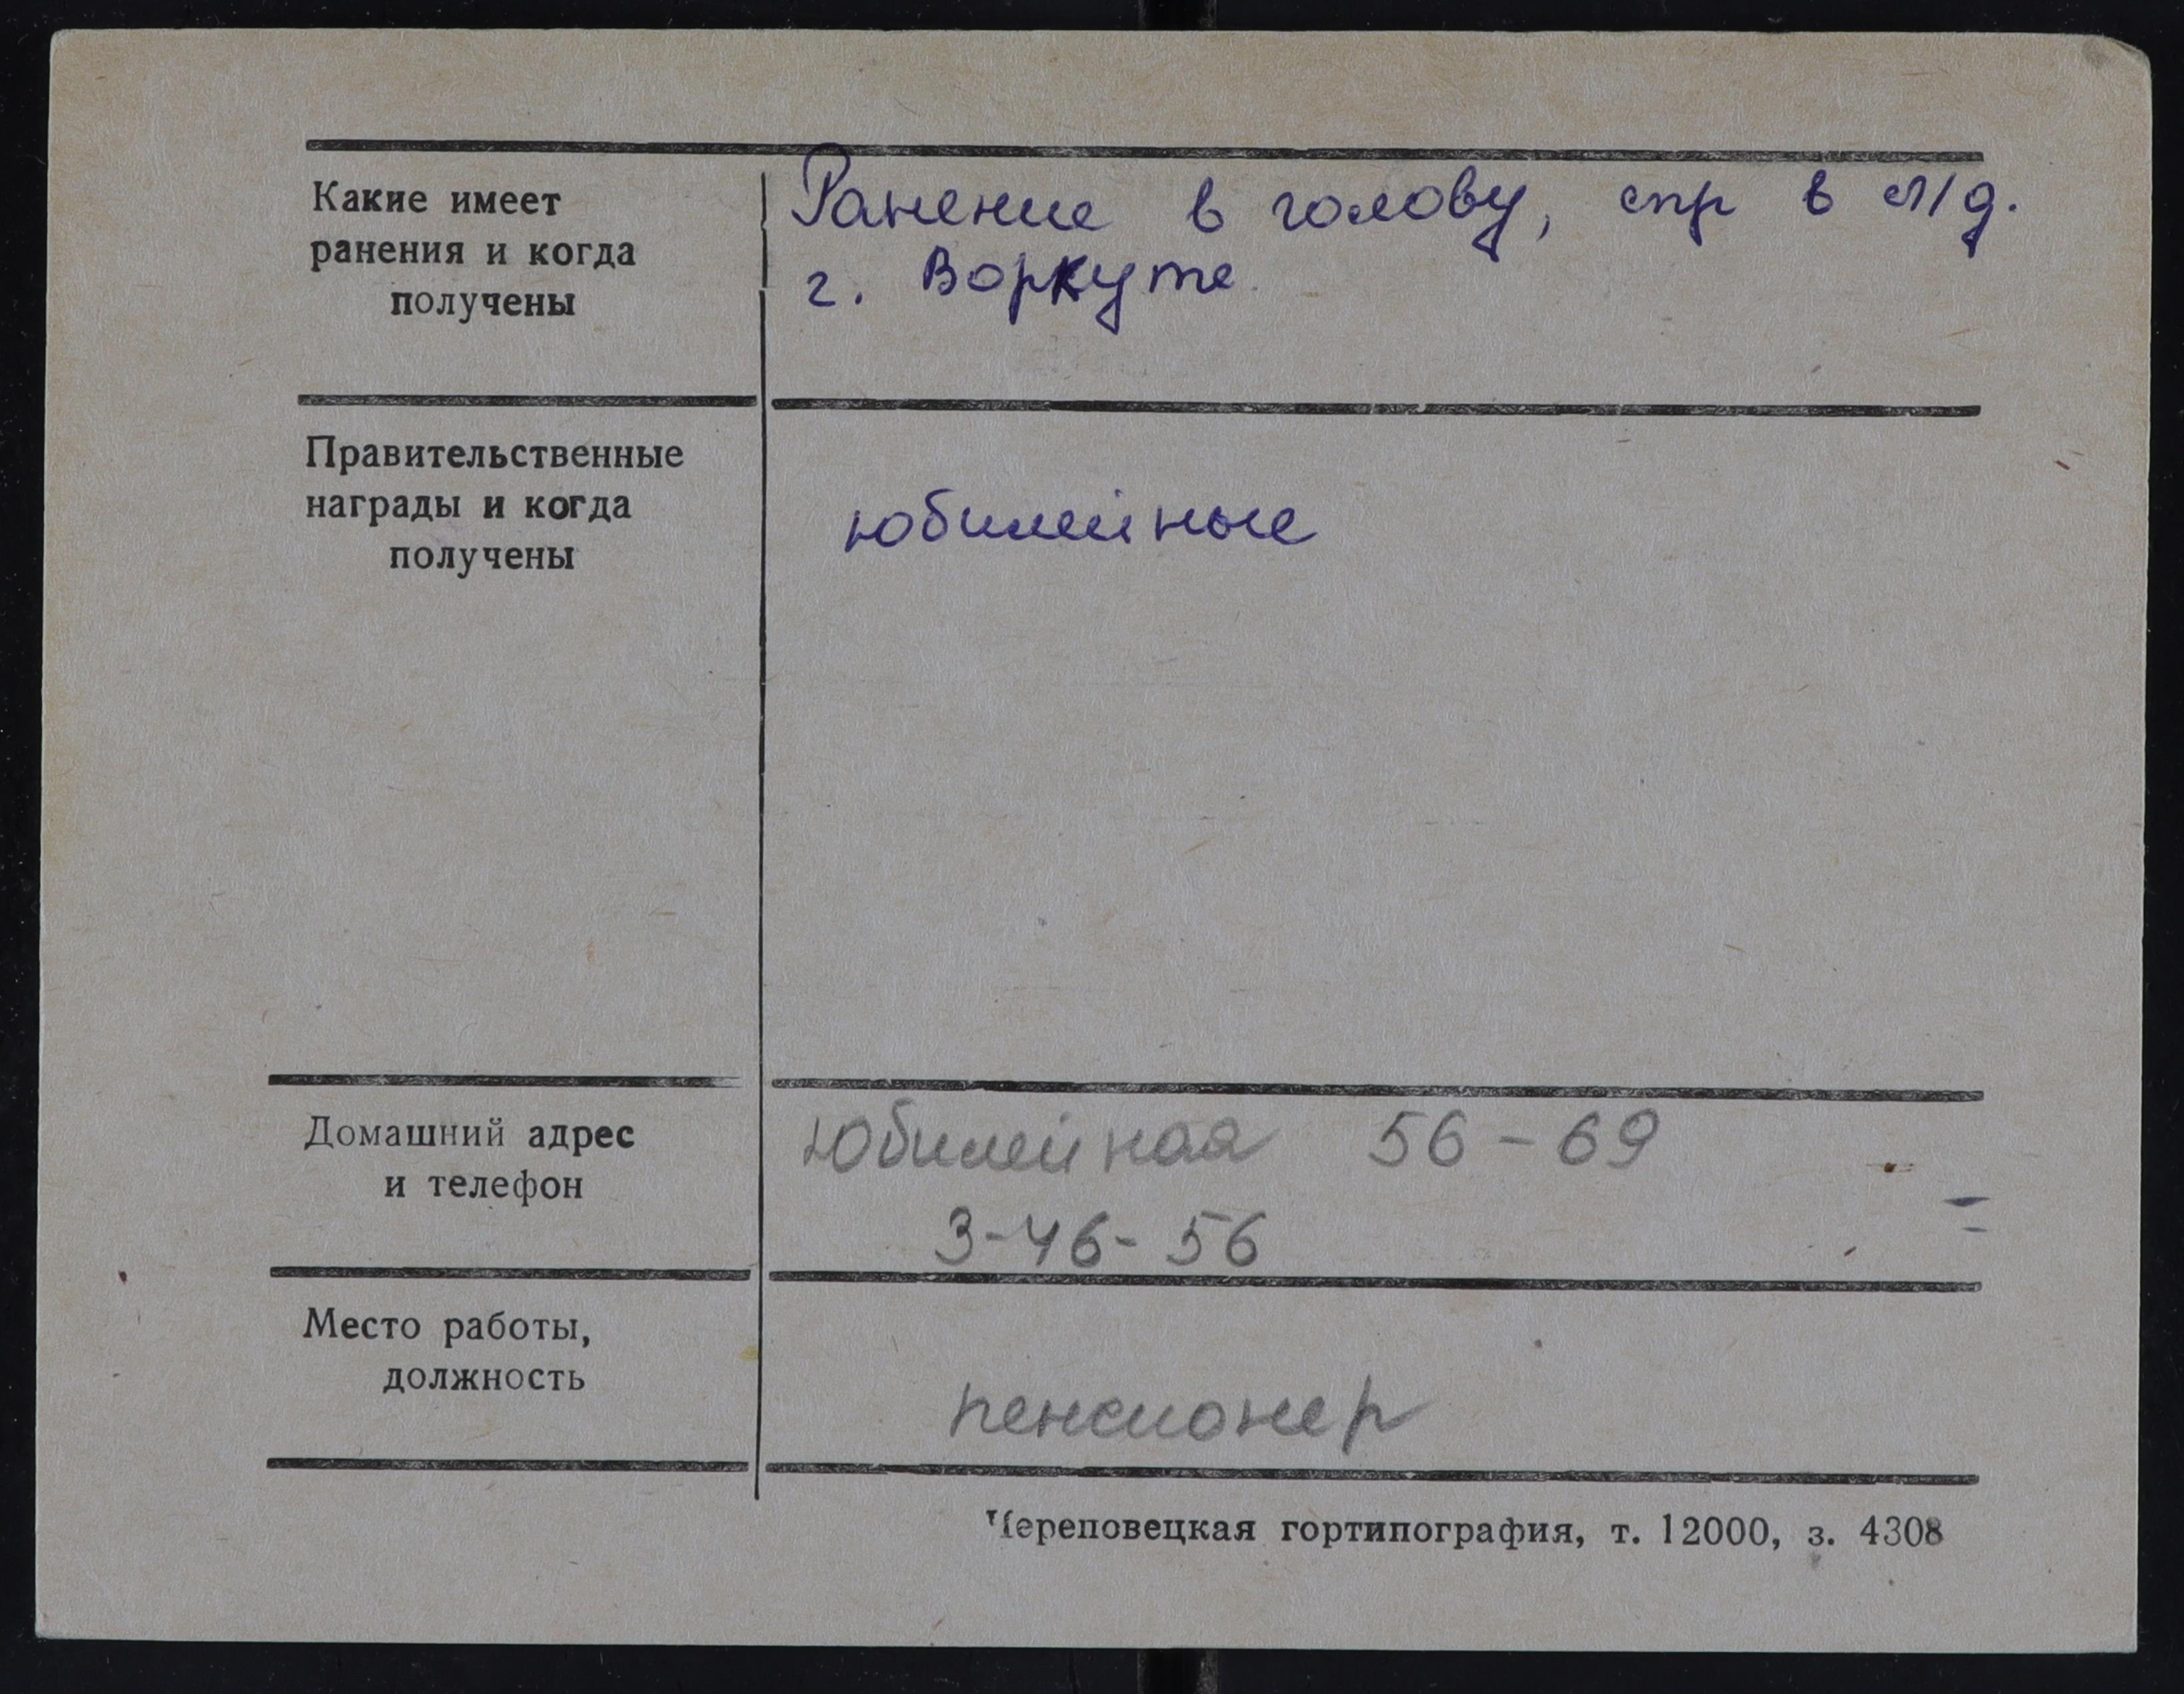 Какие имеет
ранения и когда
получены
Ранение в голову, спр в л/д.
г. Воркуте.
Правительственные
награды и когда
получены
юбилейные
Домашний адрес
и телефон
Юбилейная 56-69
3-46-56
Место работы,
должность
пенсионер
Череповецкая гортипография, т. 12000, з. 4308